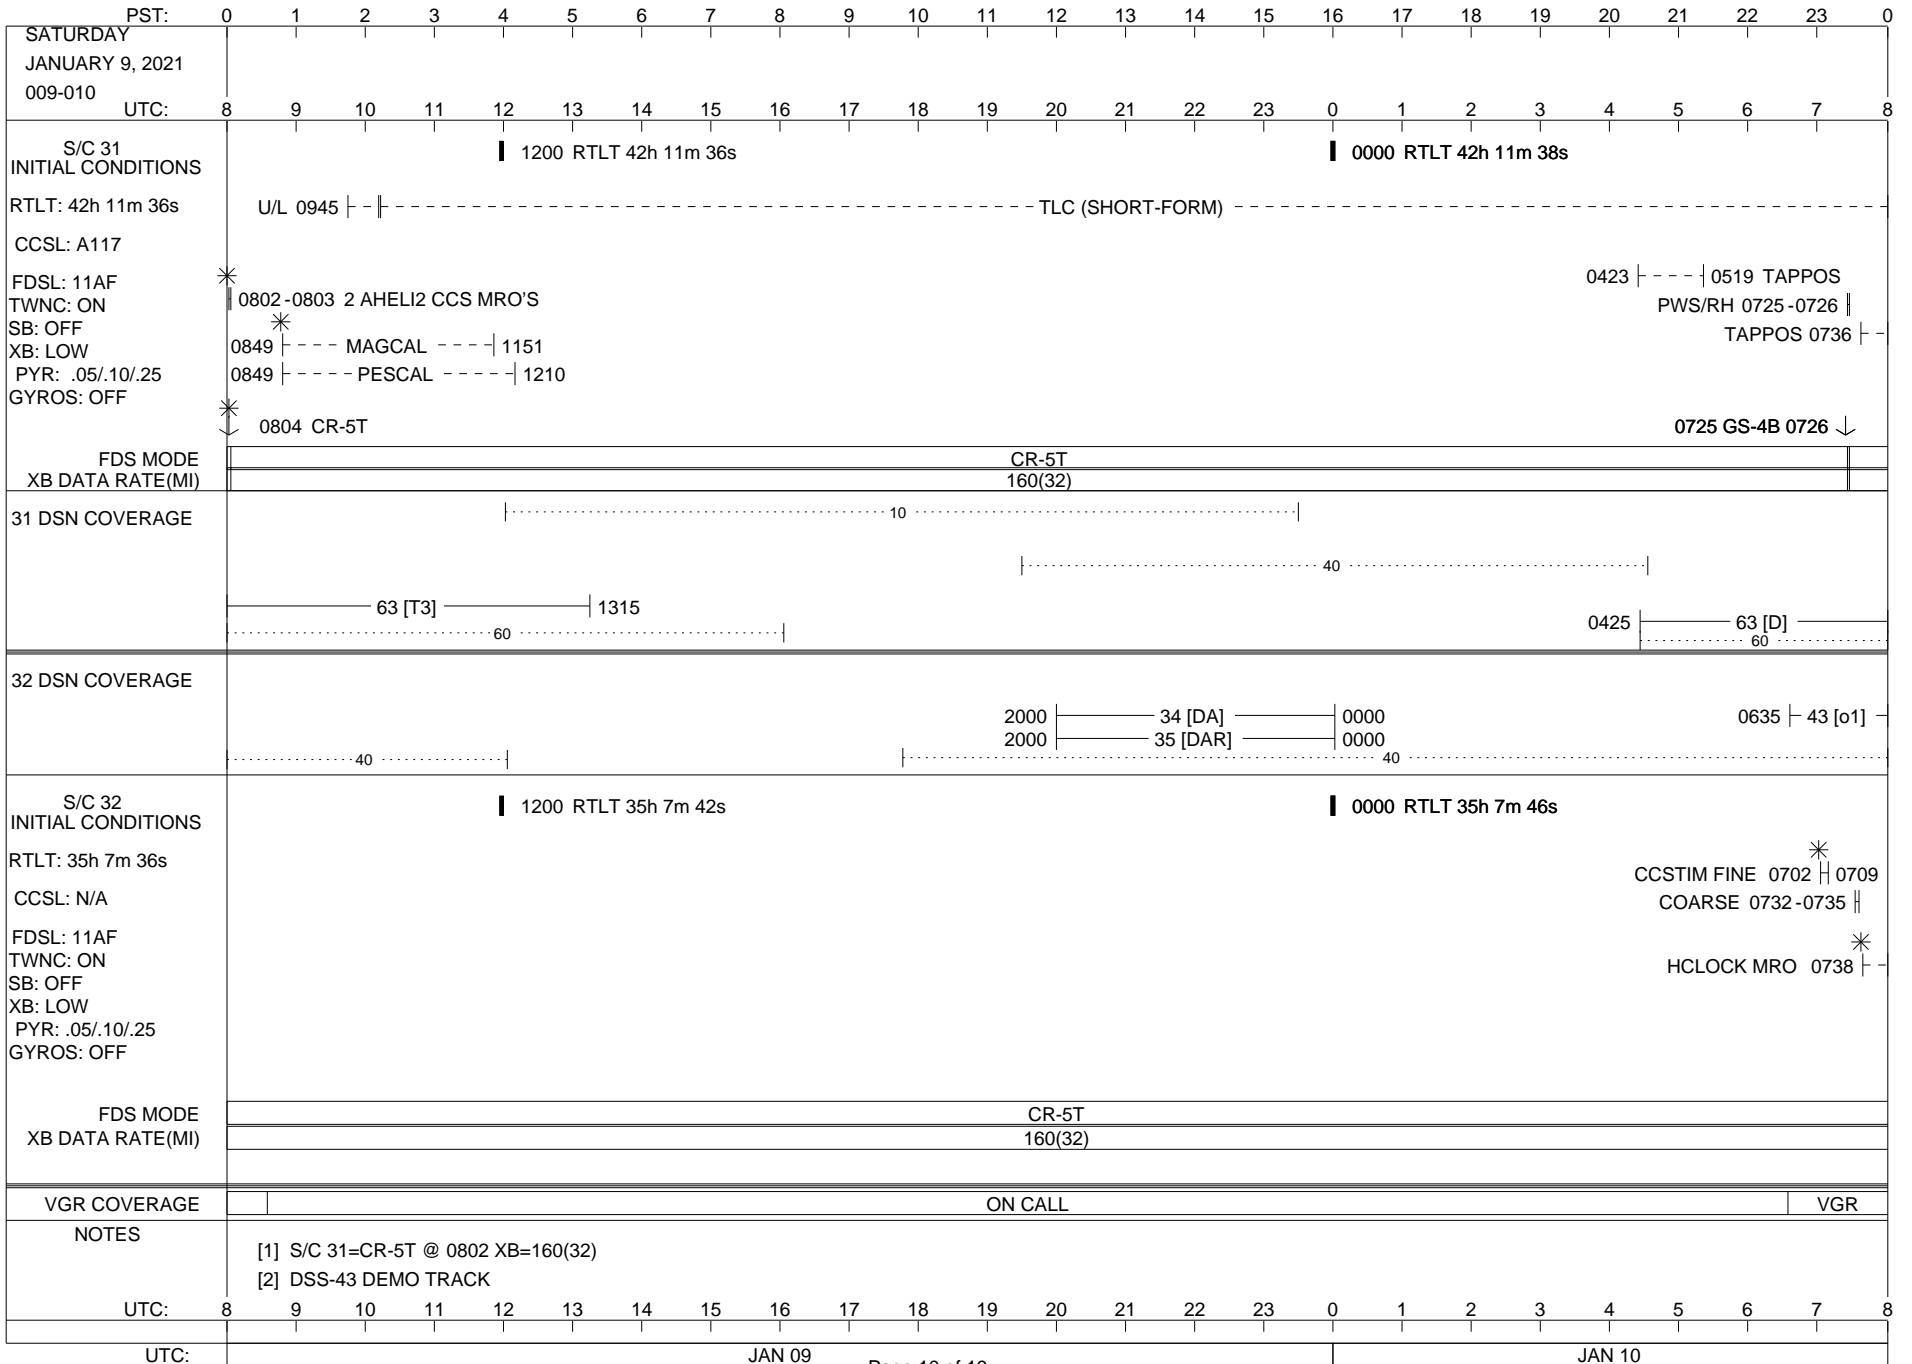 PST: 0 1 2 3 4 5 6 7 8 9 10 11 12 13 14 15 16 17 18 19 20 21 22 23 0
SATURDAY
JANUARY 9, 2021
009-010
UTC: 8 9 10 11 12 13 14 15 16 17 18 19 20 21 22 23 0 1 2 3 4 5 6 7 8
S/C 31
INITIAL CONDITIONS
1200 RTLT 42h 11m 36s
0000 RTLT 42h 11m 38s
RTLT: 42h 11m 36s
U/L 0945
TLC (SHORT-FORM)
CCSL: A117
FDSL: 11AF
0423 0519 TAPPOS
0802-0803 2 AHELI2 CCS MRO'S
TWNC: ON
PWS/RH 0725-0726
SB: OFF
TAPPOS 0736
XB: LOW
0849 MAGCAL 1151
PYR: .05/.10/.25
0849 PESCAL 1210
GYROS: OFF
0804 CR-5T
0725 GS-4B 0726
FDS MODE
CR-5T
XB DATA RATE(MI)
160(32)
31 DSN COVERAGE
10
40
63 [T3] 1315
0425 63 [D]
60
60
32 DSN COVERAGE
2000 34 [DA] 0000
0635 43 [o1]
2000 35 [DAR] 0000
40
40
S/C 32
INITIAL CONDITIONS
1200 RTLT 35h 7m 42s
0000 RTLT 35h 7m 46s
RTLT: 35h 7m 36s
CCSTIM FINE 0702 0709
CCSL: N/A
COARSE 0732-0735
FDSL: 11AF
TWNC: ON
HCLOCK MRO 0738
SB: OFF
XB: LOW
PYR: .05/.10/.25
GYROS: OFF
FDS MODE
CR-5T
XB DATA RATE(MI)
160(32)
VGR COVERAGE
ON CALL
VGR
NOTES
[1] S/C 31=CR-5T @ 0802 XB=160(32)
[2] DSS-43 DEMO TRACK
UTC: 8 9 10 11 12 13 14 15 16 17 18 19 20 21 22 23 0 1 2 3 4 5 6 7 8
UTC: JAN 09 JAN 10